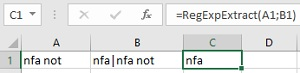 C1 fx =RegExpExtract(A1;B1)
A B C
1 nfa not nfa|nfa not nfa